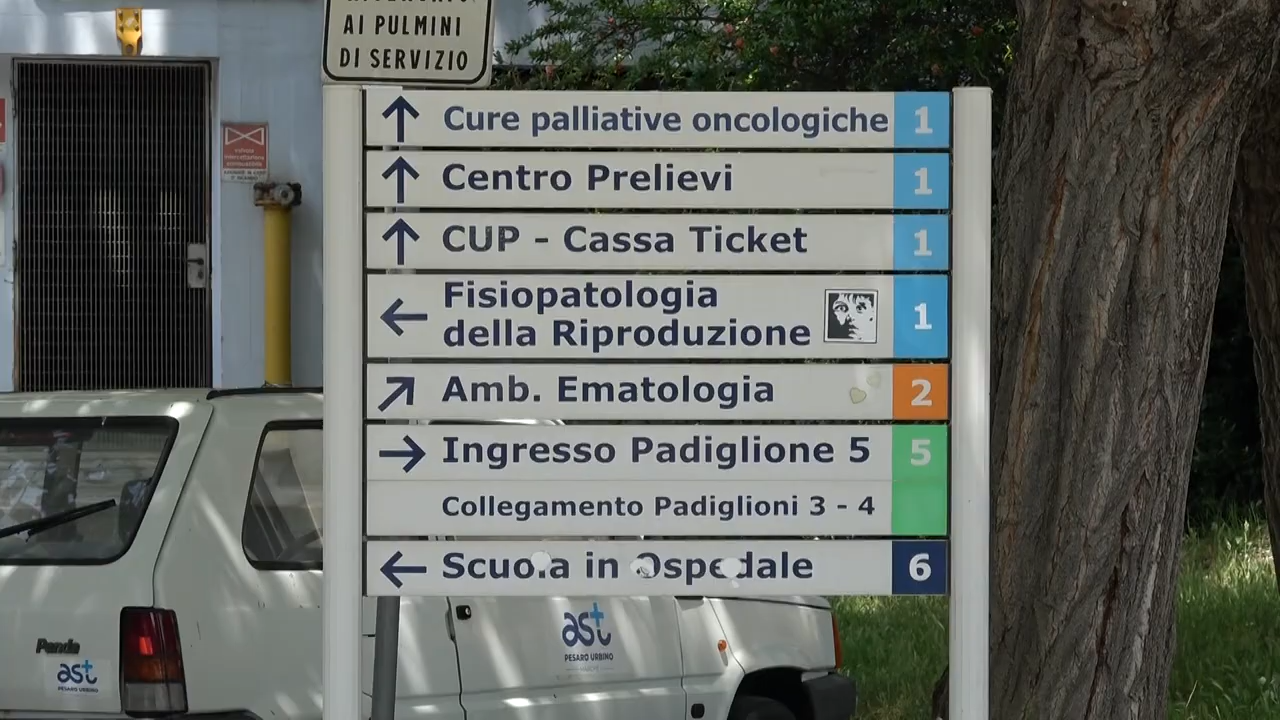 AI PULMINI
DI SERVIZIO
Cure palliative oncologiche 1
Centro Prelievi 1
CUP - Cassa Ticket 1
Fisiopatologia
della Riproduzione 1
Amb. Ematologia 2
Ingresso Padiglione 5 5
Collegamento Padiglioni 3 - 4
Scuola in Ospedale 6
Panda
ast
PESARO URBINO
ast
PESARO URBINO